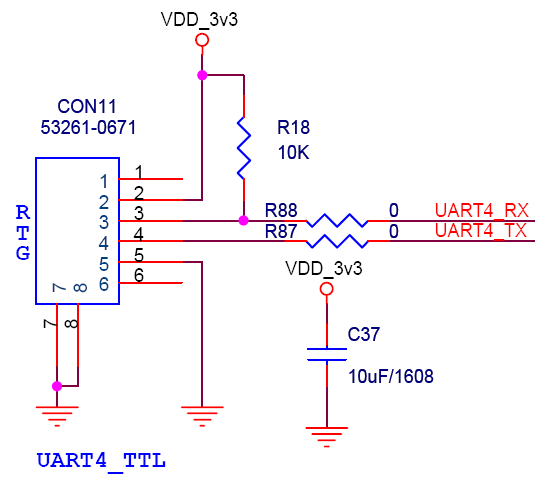 VDD_3v3
CON11
53261-0671
R18
10K
1
1
2
2
R
T
G
3
3
R88
0
UART4_RX
4
4
R87
0
UART4_TX
5
5
6
6
VDD_3v3
7
8
7
8
C37
10uF/1608
UART4_TTL